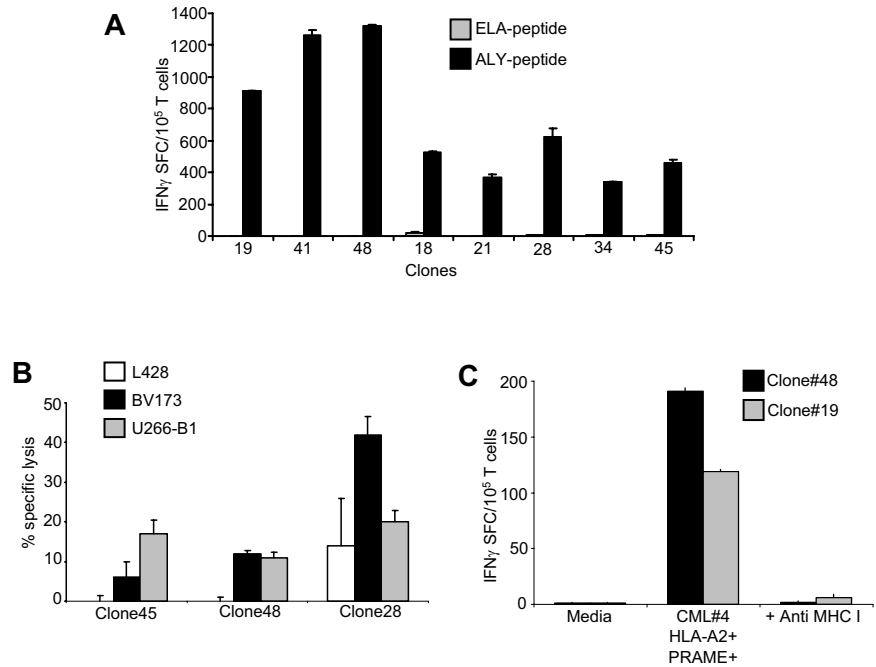 A
IFNγ SFC/10⁵ T cells
1400
1200
1000
800
600
400
200
0
ELA-peptide
ALY-peptide
19 41 48 18 21 28 34 45
Clones
B
L428
BV173
U266-B1
% specific lysis
50
40
30
20
10
0
Clone45 Clone48 Clone28
C
Clone#48
Clone#19
IFNγ SFC/10⁵ T cells
200
150
100
50
0
Media CML#4 + Anti MHC I
HLA-A2+
PRAME+